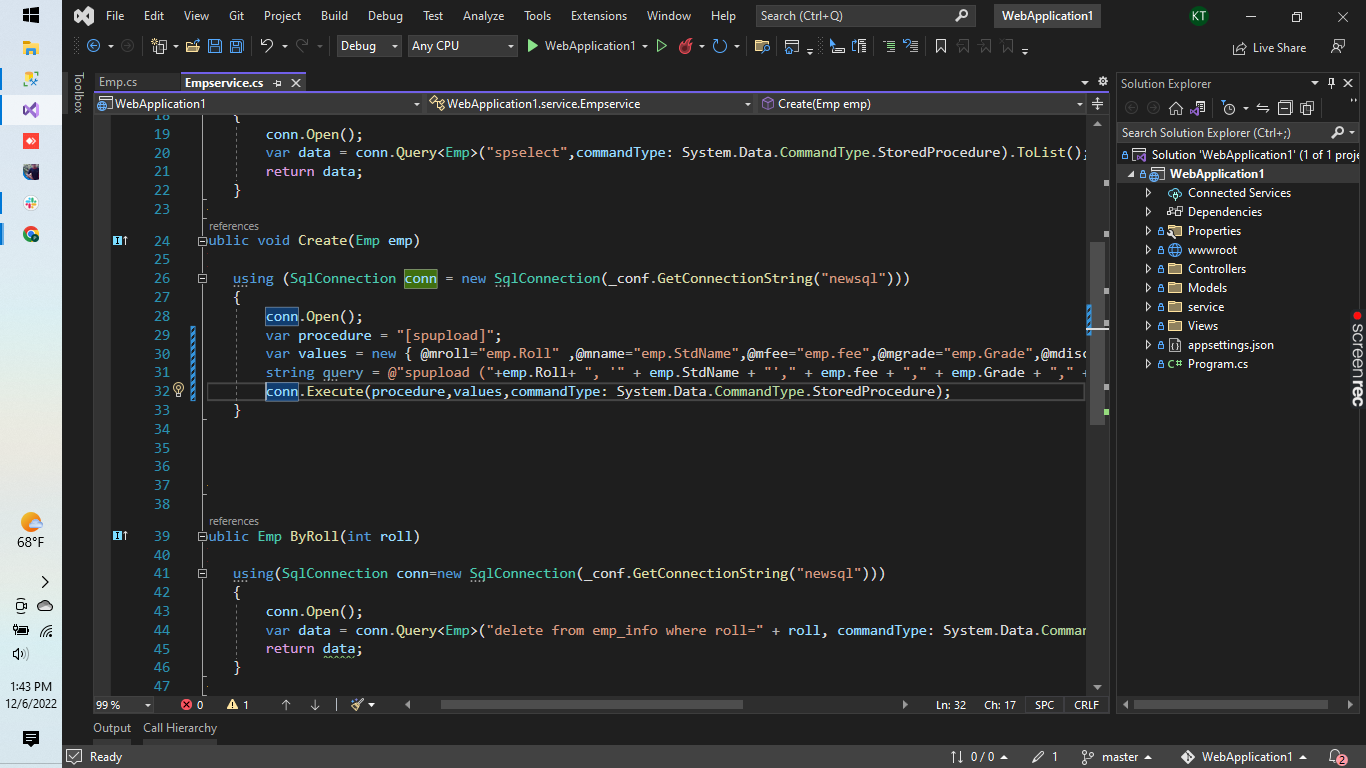 File Edit View Git Project Build Debug Test Analyze Tools Extensions Window Help Search (Ctrl+Q) WebApplication1 KT
Debug Any CPU WebApplication1 Live Share
Toolbox
Emp.cs Empservice.cs
WebApplication1 WebApplication1.service.Empservice Create(Emp emp)
18 {
19 conn.Open();
20 var data = conn.Query<Emp>("spselect",commandType: System.Data.CommandType.StoredProcedure).ToList();
21 return data;
22 }
23
references
24 ublic void Create(Emp emp)
25
26 using (SqlConnection conn = new SqlConnection(_conf.GetConnectionString("newsql")))
27 {
28 conn.Open();
29 var procedure = "[spupload]";
30 var values = new { @mroll="emp.Roll" ,@mname="emp.StdName",@mfee="emp.fee",@mgrade="emp.Grade",@mdisc
31 string query = @"spupload ("+emp.Roll+ ", '" + emp.StdName + "'," + emp.fee + "," + emp.Grade + "," +
32 conn.Execute(procedure,values,commandType: System.Data.CommandType.StoredProcedure);
33 }
34
35
36
37
38
references
39 ublic Emp ByRoll(int roll)
40
41 using(SqlConnection conn=new SqlConnection(_conf.GetConnectionString("newsql")))
42 {
43 conn.Open();
44 var data = conn.Query<Emp>("delete from emp_info where roll=" + roll, commandType: System.Data.Comman
45 return data;
46 }
47
99 % 0 1 Ln: 32 Ch: 17 SPC CRLF
Output Call Hierarchy
Ready 0 / 0 1 master WebApplication1 2
Solution Explorer
Search Solution Explorer (Ctrl+;)
Solution 'WebApplication1' (1 of 1 proje
WebApplication1
Connected Services
Dependencies
Properties
wwwroot
Controllers
Models
service
Views
appsettings.json
C# Program.cs
screenrec
68°F
1:43 PM
12/6/2022